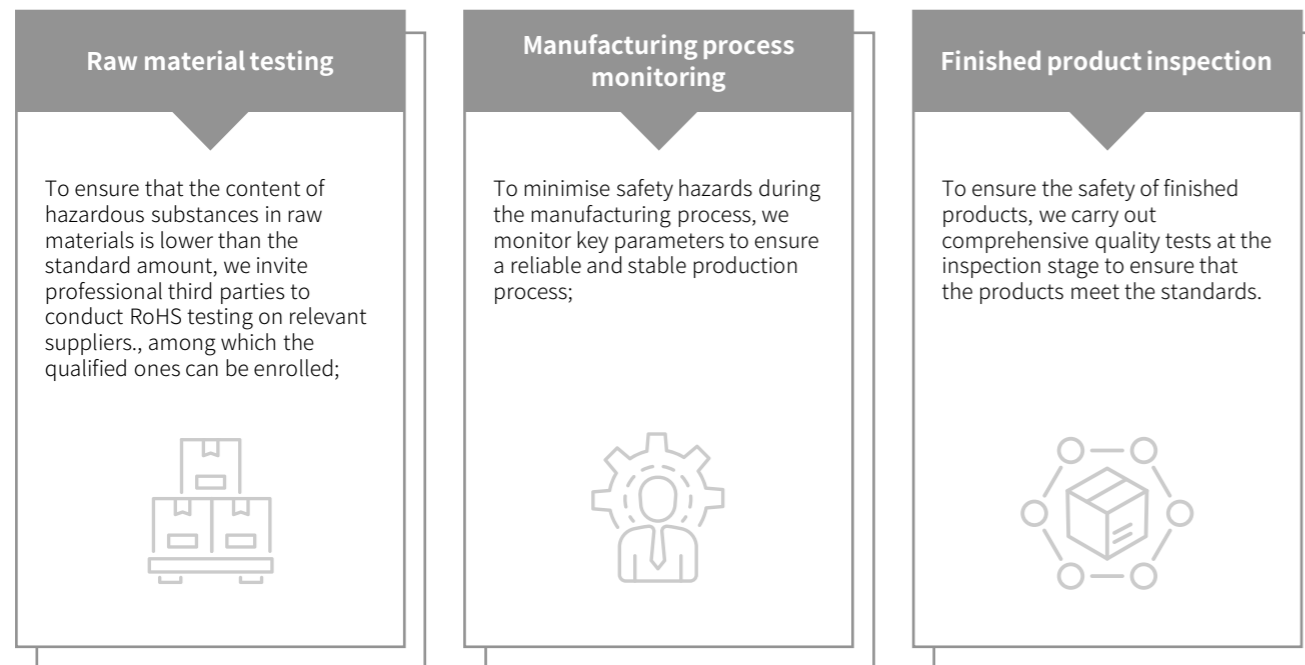 Raw material testing
To ensure that the content of
hazardous substances in raw
materials is lower than the
standard amount, we invite
professional third parties to
conduct RoHS testing on relevant
suppliers., among which the
qualified ones can be enrolled;
Manufacturing process
monitoring
To minimise safety hazards during
the manufacturing process, we
monitor key parameters to ensure
a reliable and stable production
process;
Finished product inspection
To ensure the safety of finished
products, we carry out
comprehensive quality tests at the
inspection stage to ensure that
the products meet the standards.